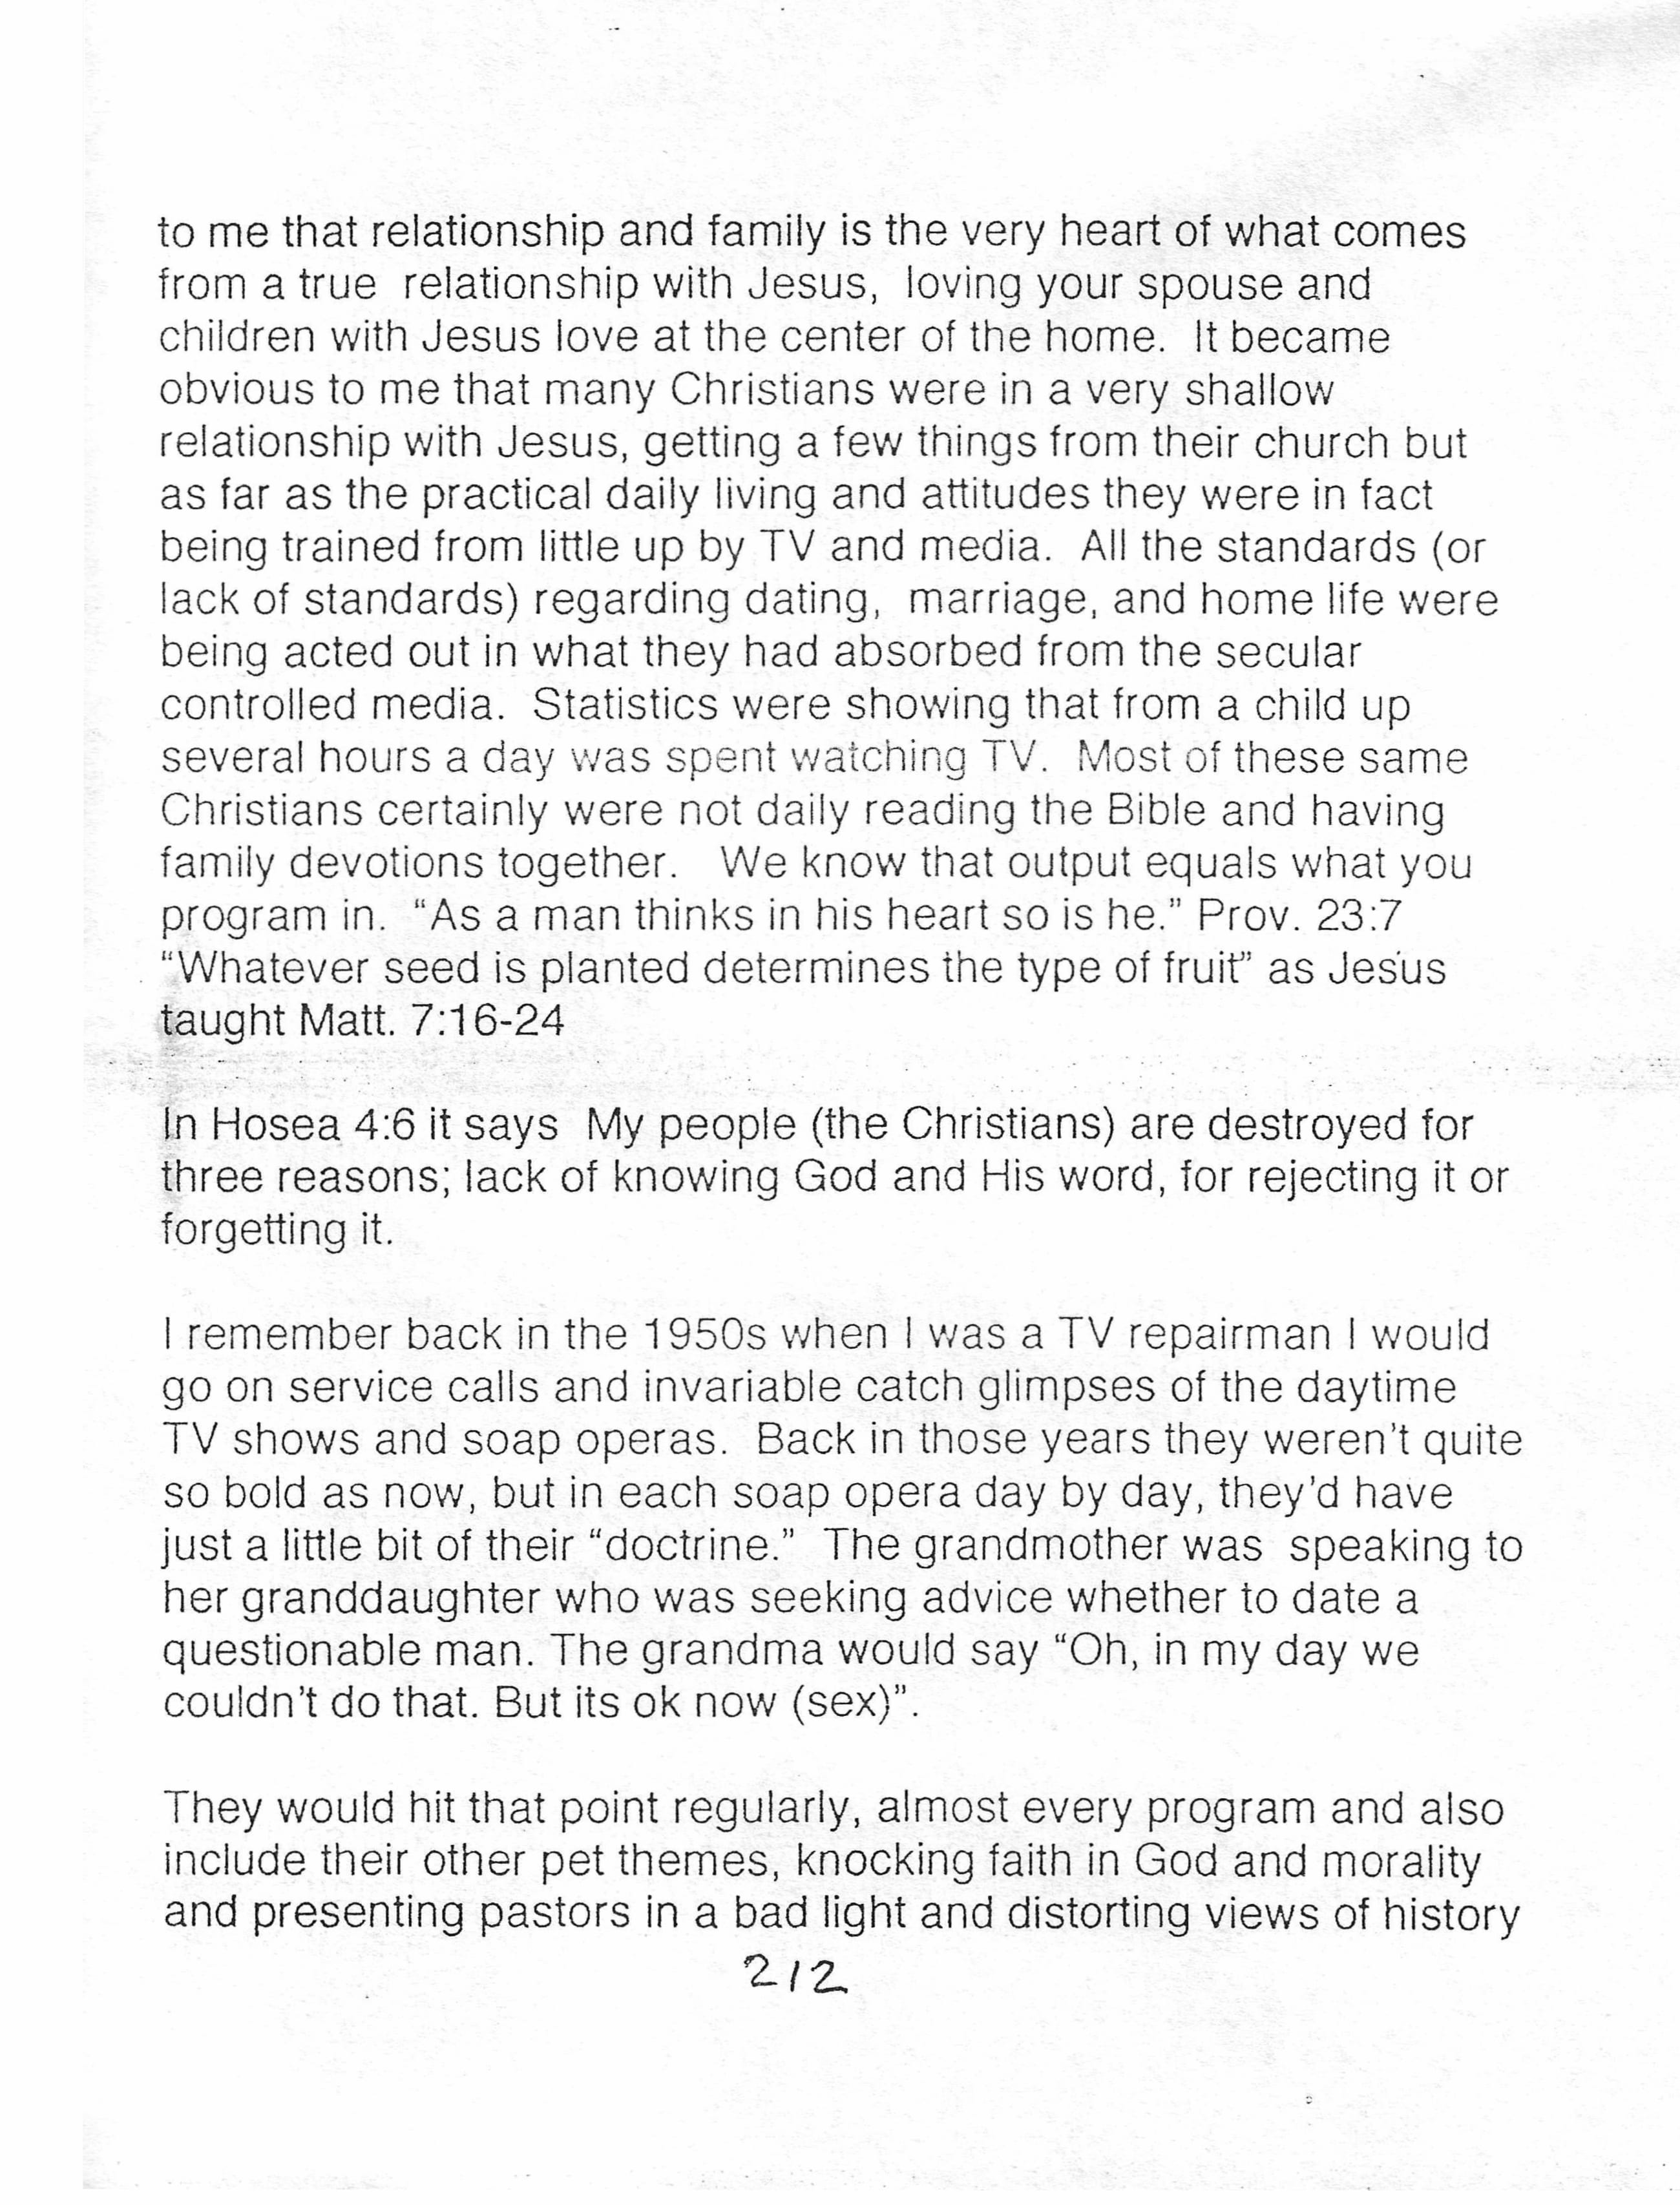 to me that relationship and family is the very heart of what comes
from a true  relationship with Jesus,  loving your spouse and
children with Jesus love at the center of the home.  It became
obvious to me that many Christians were in a very shallow
relationship with Jesus, getting a few things from their church but
as far as the practical daily living and attitudes they were in fact
being trained from little up by TV and media.  All the standards (or
lack of standards) regarding dating,  marriage, and home life were
being acted out in what they had absorbed from the secular
controlled media.  Statistics were showing that from a child up
several hours a day was spent watching TV.  Most of these same
Christians certainly were not daily reading the Bible and having
family devotions together.   We know that output equals what you
program in.  “As a man thinks in his heart so is he.” Prov. 23:7
“Whatever seed is planted determines the type of fruit” as Jesus
taught Matt. 7:16-24
In Hosea 4:6 it says  My people (the Christians) are destroyed for
three reasons; lack of knowing God and His word, for rejecting it or
forgetting it.
I remember back in the 1950s when I was a TV repairman I would
go on service calls and invariable catch glimpses of the daytime
TV shows and soap operas.  Back in those years they weren't quite
so bold as now, but in each soap opera day by day, they'd have
just a little bit of their “doctrine.”  The grandmother was  speaking to
her granddaughter who was seeking advice whether to date a
questionable man. The grandma would say “Oh, in my day we
couldn't do that. But its ok now (sex)”.
They would hit that point regularly, almost every program and also
include their other pet themes, knocking faith in God and morality
and presenting pastors in a bad light and distorting views of history
212